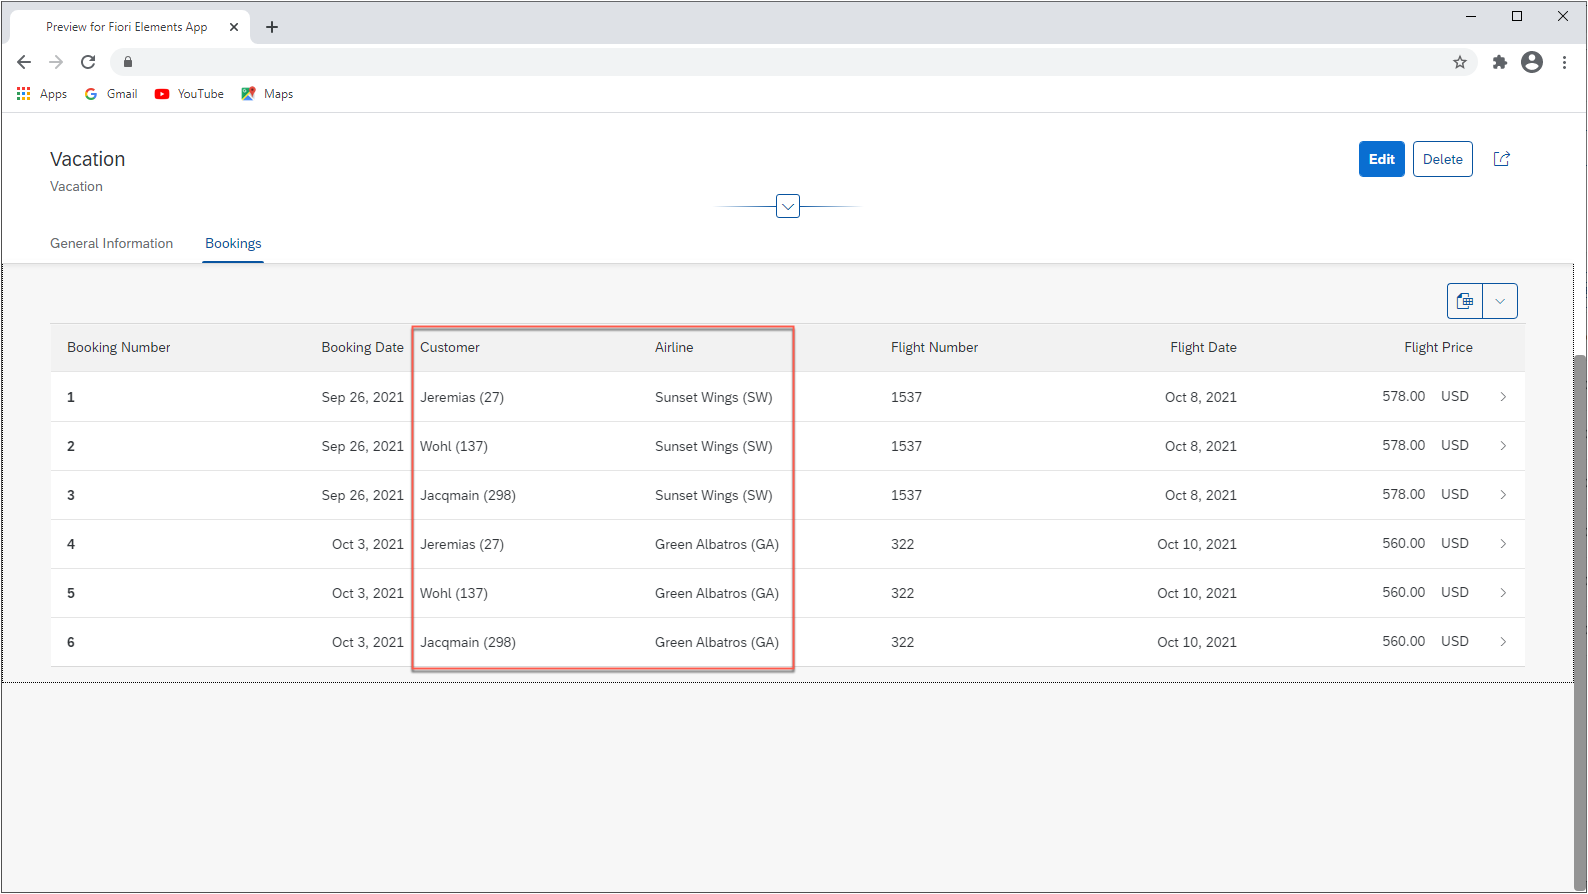 Preview for Fiori Elements App
Apps Gmail YouTube Maps
Vacation
Edit Delete
Vacation
General Information Bookings
Booking Number Booking Date Customer Airline Flight Number Flight Date Flight Price
1 Sep 26, 2021 Jeremias (27) Sunset Wings (SW) 1537 Oct 8, 2021 578.00 USD
2 Sep 26, 2021 Wohl (137) Sunset Wings (SW) 1537 Oct 8, 2021 578.00 USD
3 Sep 26, 2021 Jacqmain (298) Sunset Wings (SW) 1537 Oct 8, 2021 578.00 USD
4 Oct 3, 2021 Jeremias (27) Green Albatros (GA) 322 Oct 10, 2021 560.00 USD
5 Oct 3, 2021 Wohl (137) Green Albatros (GA) 322 Oct 10, 2021 560.00 USD
6 Oct 3, 2021 Jacqmain (298) Green Albatros (GA) 322 Oct 10, 2021 560.00 USD